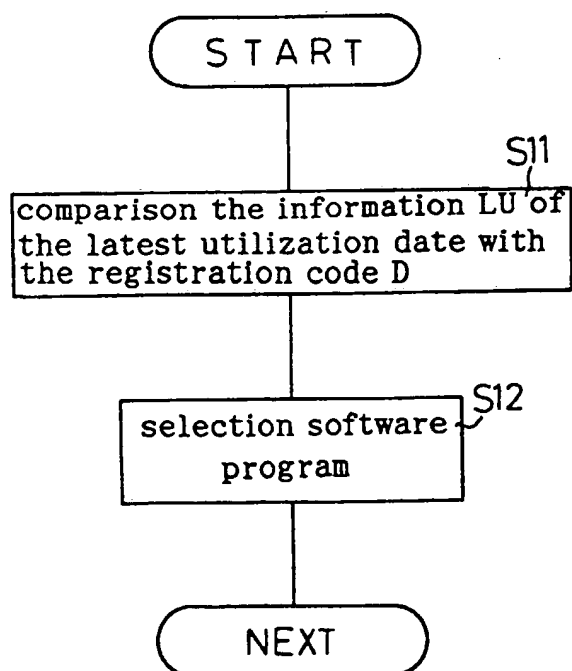 START
S11
comparison the information LU of
the latest utilization date with
the registration code D
S12
selection software
program
NEXT